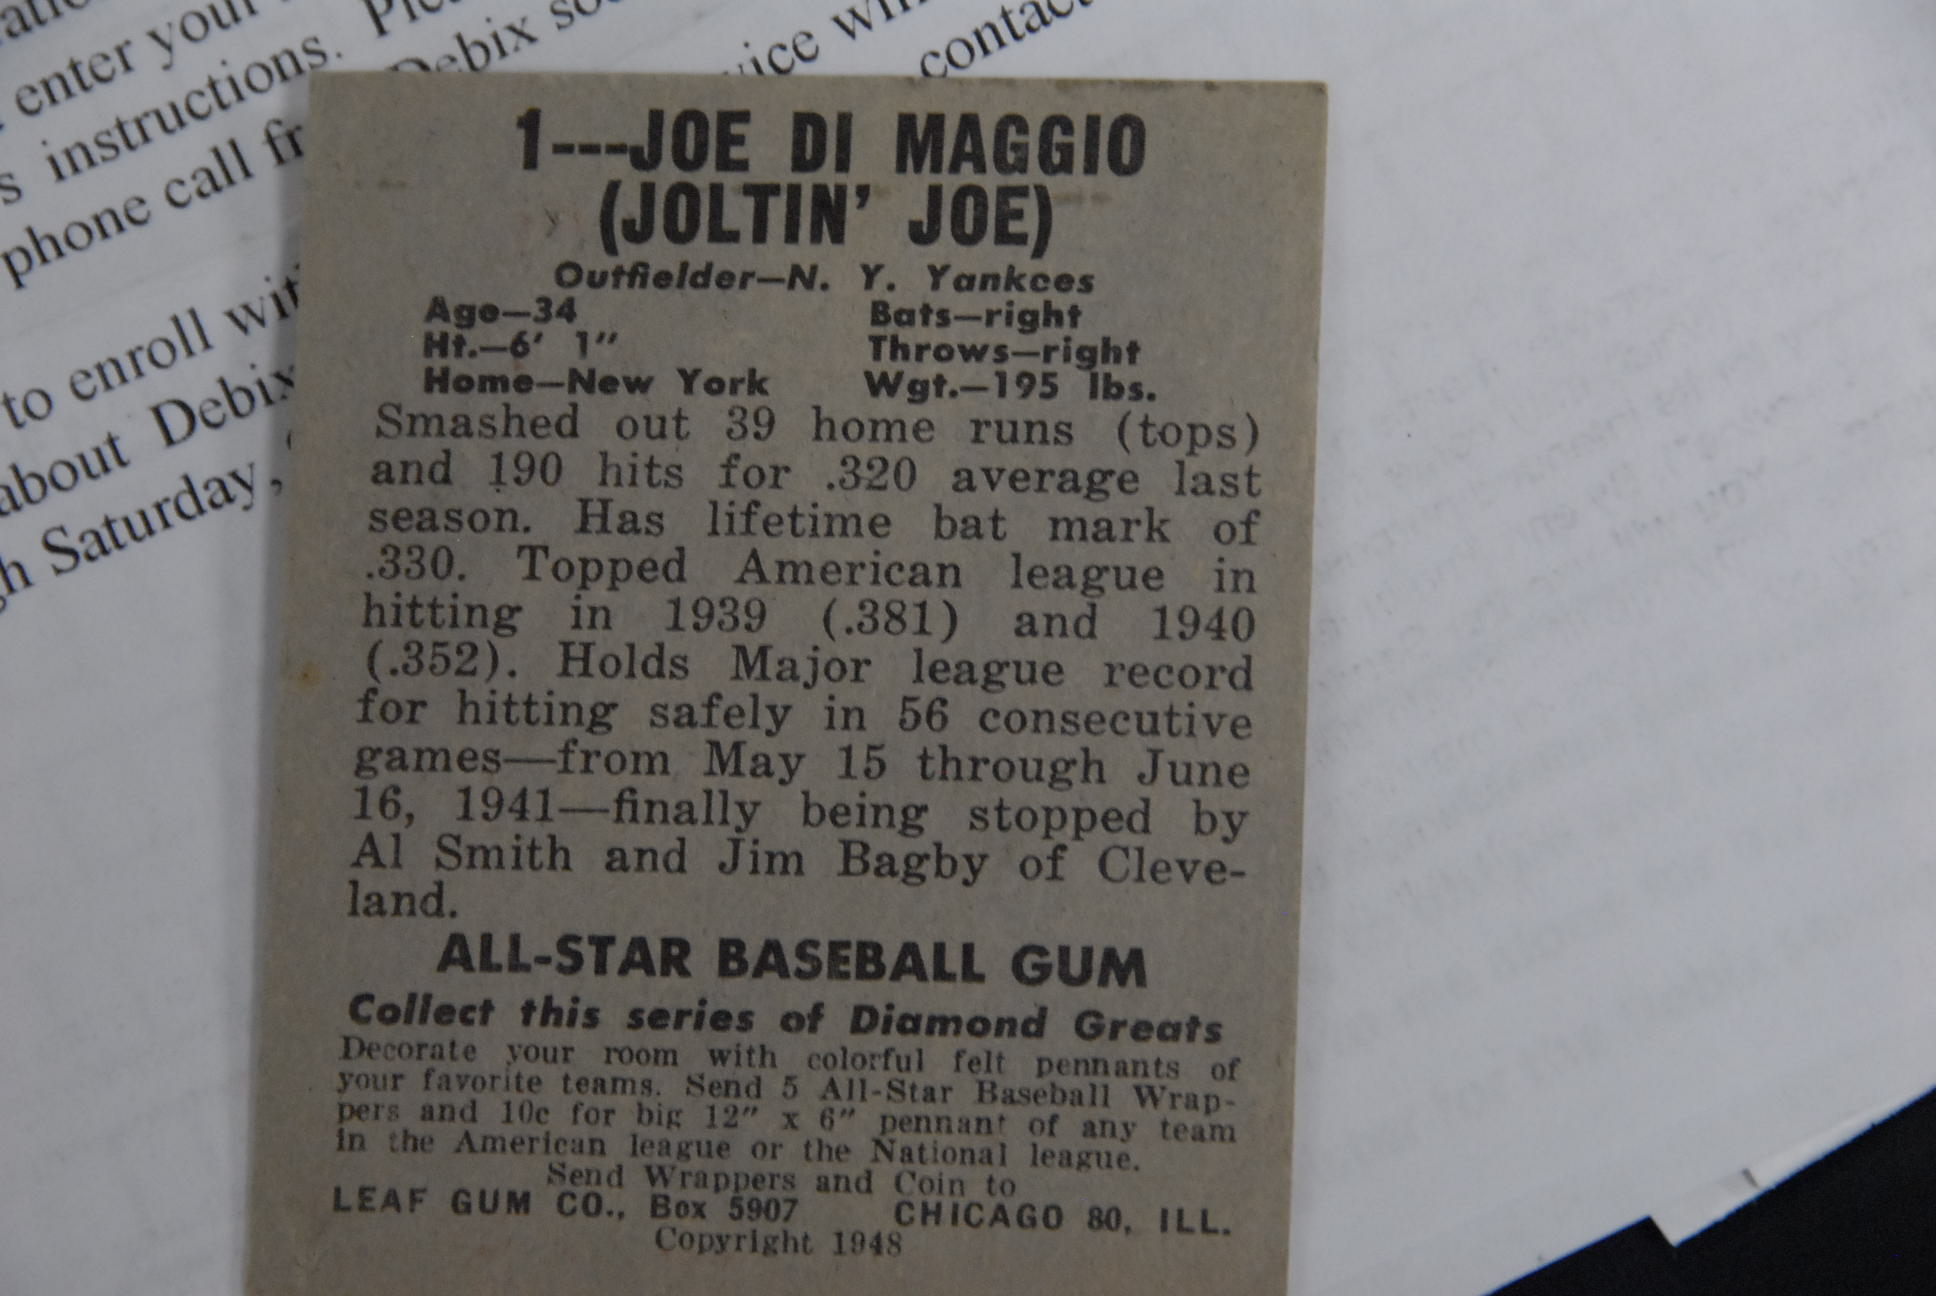 enter your
instructions.
Debix
vice
contac
phone call
to enroll
about Debix
Saturday,
1---JOE DI MAGGIO
(JOLTIN' JOE)
Outfielder—N. Y. Yankees
Age—34 Bats—right
Ht.—6' 1" Throws—right
Home—New York Wgt.—195 lbs.
Smashed out 39 home runs (tops)
and 190 hits for .320 average last
season. Has lifetime bat mark of
.330. Topped American league in
hitting in 1939 (.381) and 1940
(.352). Holds Major league record
for hitting safely in 56 consecutive
games—from May 15 through June
16, 1941—finally being stopped by
Al Smith and Jim Bagby of Cleve-
land.
ALL-STAR BASEBALL GUM
Collect this series of Diamond Greats
Decorate your room with colorful felt pennants of
your favorite teams. Send 5 All-Star Baseball Wrap-
pers and 10c for big 12" x 6" pennant of any team
in the American league or the National league.
Send Wrappers and Coin to
LEAF GUM CO., Box 5907 CHICAGO 80, ILL.
Copyright 1948